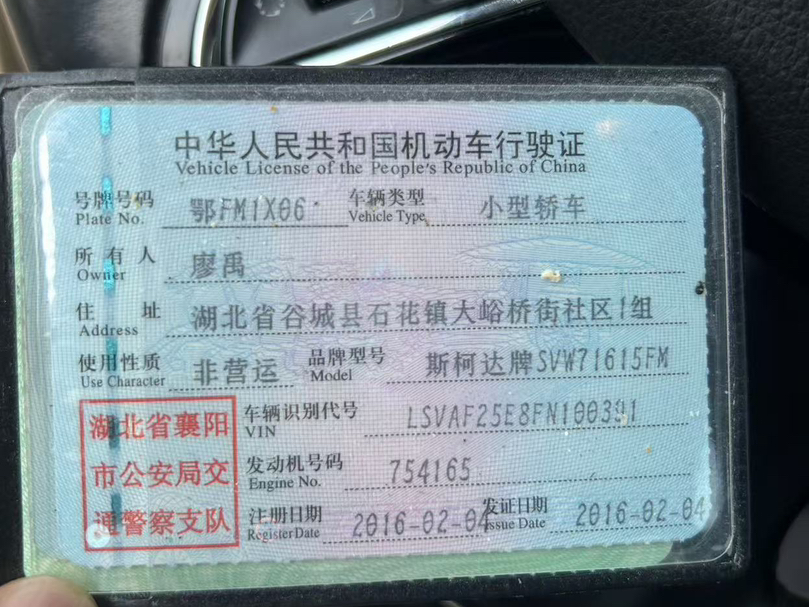 中华人民共和国机动车行驶证
Vehicle License of the People's Republic of China
号牌号码 鄂FM1X06 车辆类型 小型轿车
Plate No. Vehicle Type
所有人 廖禹
Owner
住址 湖北省谷城县石花镇大峪桥街社区1组
Address
使用性质 非营运 品牌型号 斯柯达牌SVW71615FM
Use Character Model
湖北省襄阳 车辆识别代号
VIN
市公安局交 发动机号码 754165
Engine No.
通警察支队 注册日期 2016-02-04 发证日期 2016-02-04
Register Date Issue Date